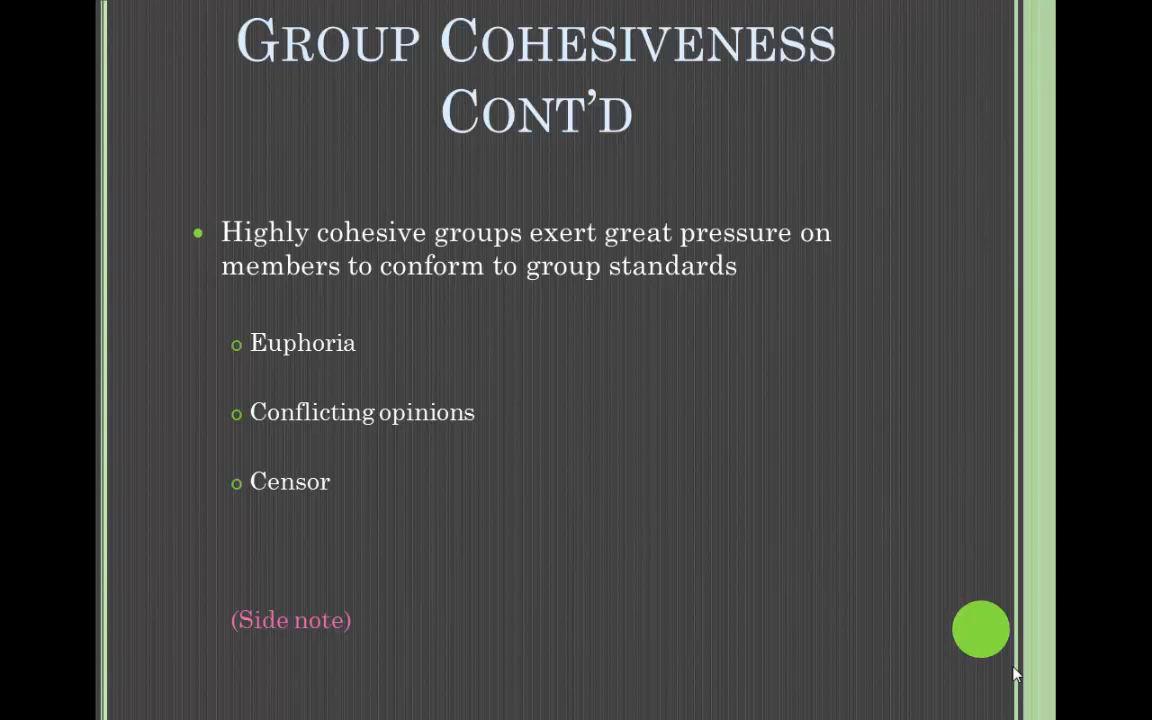 Group Cohesiveness
Cont’d
Highly cohesive groups exert great pressure on
members to conform to group standards
Euphoria
Conflicting opinions
Censor
(Side note)